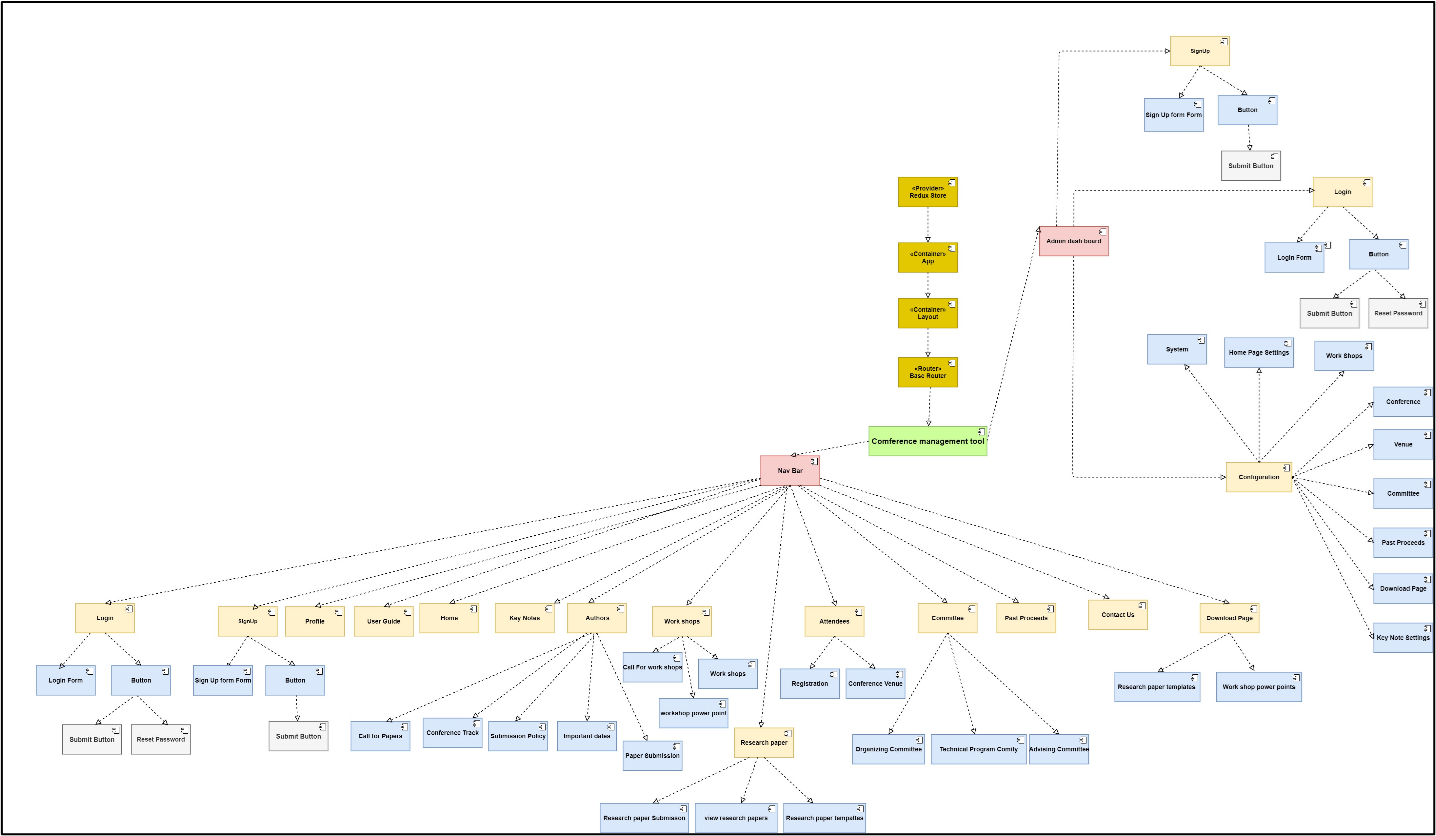 SignUp
Sign Up form Form
Button
Submit Button
«Provider»
Redux Store
Login
Admin dash board
«Container»
App
Login Form
Button
«Container»
Layout
Submit Button
Reset Password
System
Home Page Settings
Work Shops
«Router»
Base Router
Conference
Comference management tool
Venue
Nav Bar
Configuration
Committee
Past Proceeds
Download Page
Key Note Settings
Login
SignUp
Profile
User Guide
Home
Key Notes
Authors
Work shops
Attendees
Committee
Past Proceeds
Contact Us
Download Page
Login Form
Button
Sign Up form Form
Button
Call For work shops
Work shops
Registration
Conference Venue
Research paper templates
Work shop power points
workshop power point
Submit Button
Reset Password
Submit Button
Call for Papers
Conference Track
Submission Policy
Important dates
Paper Submission
Research paper
Organizing Committee
Technicel Program Comity
Advising Committee
Research paper Submisson
view research papers
Research paper tempaltes